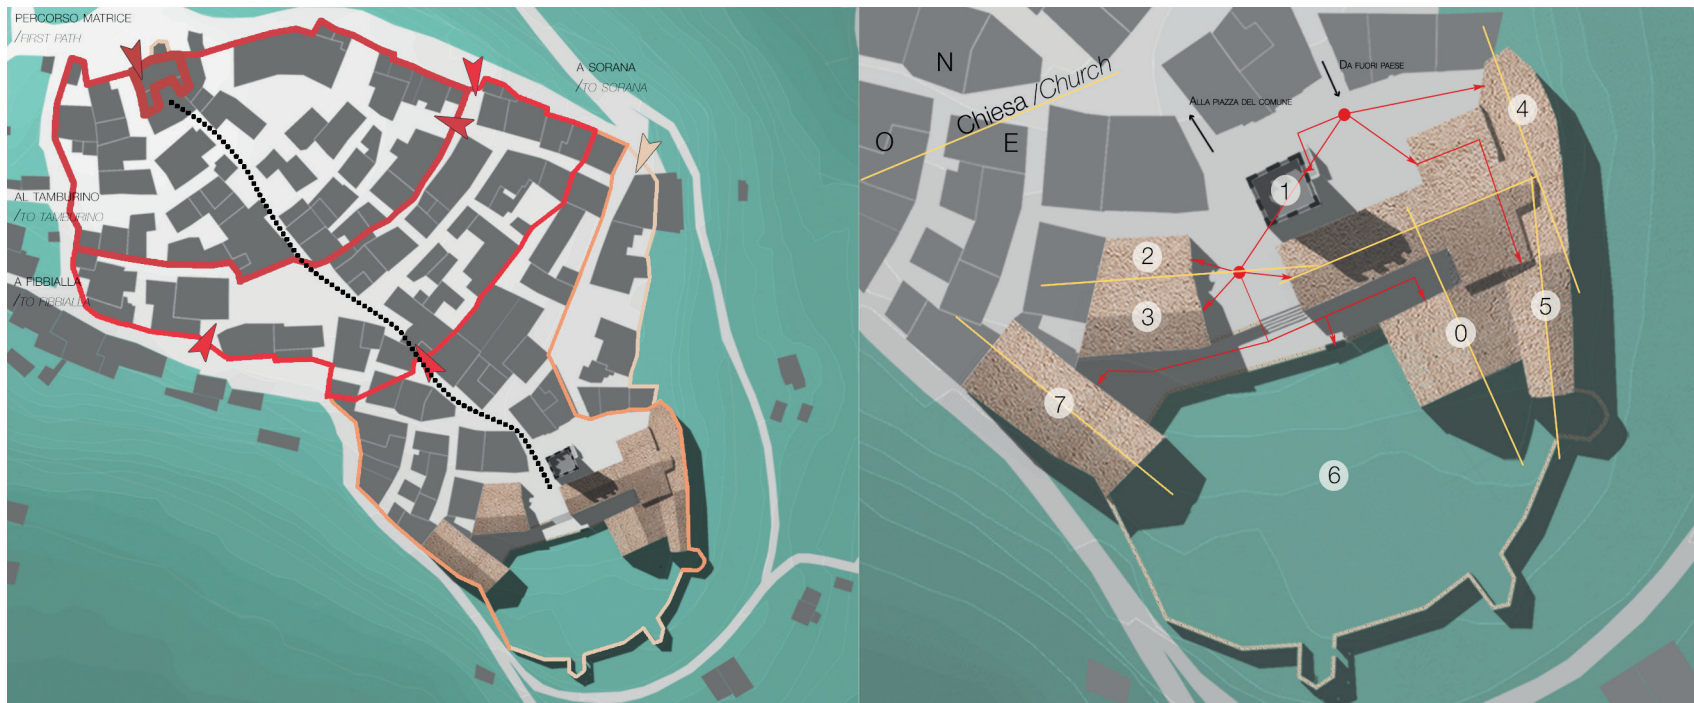 PERCORSO MATRICE
/FIRST PATH
A SORANA
/TO SORANA
AL TAMBURINO
/TO TAMBURINO
A FIBBIALLA
/TO FIBBIALLA
N
O
E
Chiesa /Church
Alla piazza del comune
Da fuori paese
1
2
3
4
5
0
7
6